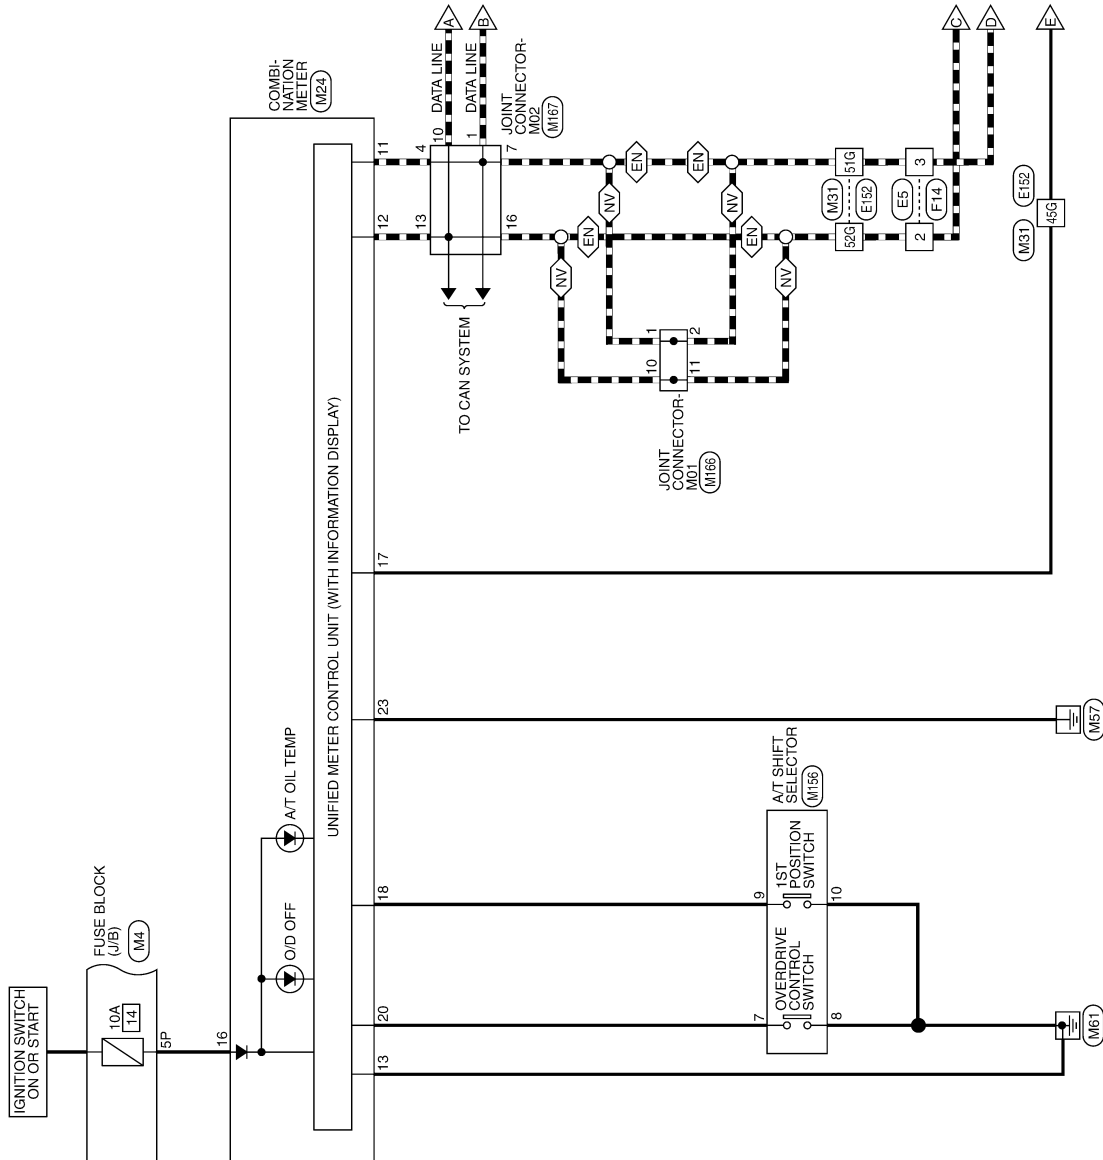 IGNITION SWITCH
ON OR START
FUSE BLOCK
(J/B)
M4
10A
14
5P
16
O/D OFF
A/T OIL TEMP
COMBI-
NATION
METER
M24
UNIFIED METER CONTROL UNIT (WITH INFORMATION DISPLAY)
13
20
18
23
17
12
11
13
4
10
DATA LINE
A
1
DATA LINE
B
16
7
JOINT
CONNECTOR-
M02
M167
TO CAN SYSTEM
NV
EN
NV
EN
10
1
11
2
JOINT
CONNECTOR-
M01
M166
NV
EN
NV
EN
52G
51G
M31
E152
2
3
E5
F14
C
D
M31
45G
E152
E
A/T SHIFT
SELECTOR
M156
7
OVERDRIVE
CONTROL
SWITCH
8
9
1ST
POSITION
SWITCH
10
M61
M57